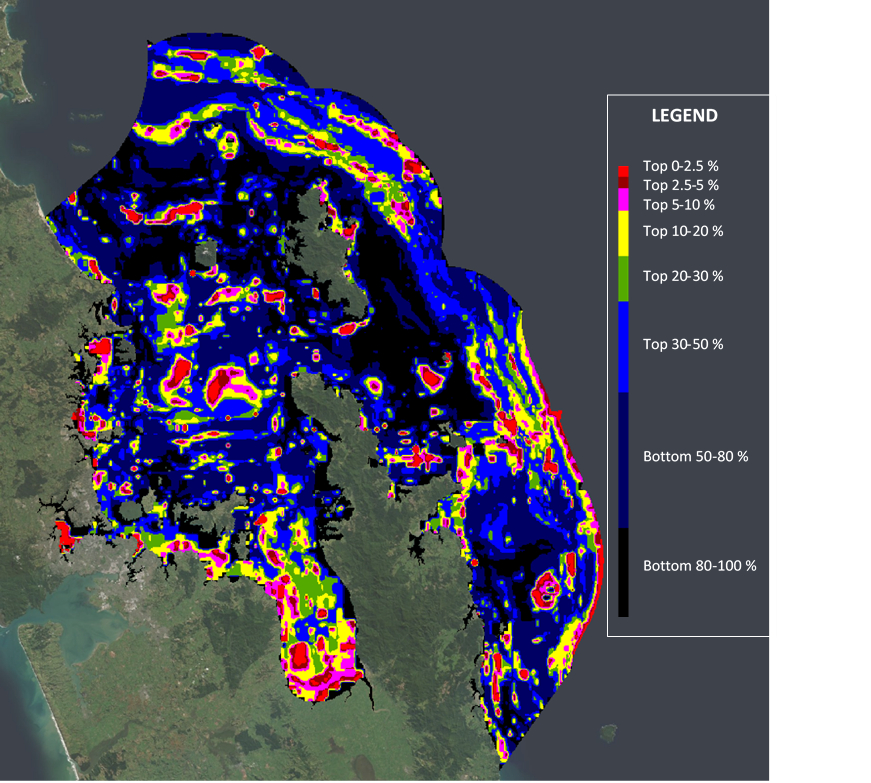 LEGEND
Top 0-2.5 %
Top 2.5-5 %
Top 5-10 %
Top 10-20 %
Top 20-30 %
Top 30-50 %
Bottom 50-80 %
Bottom 80-100 %